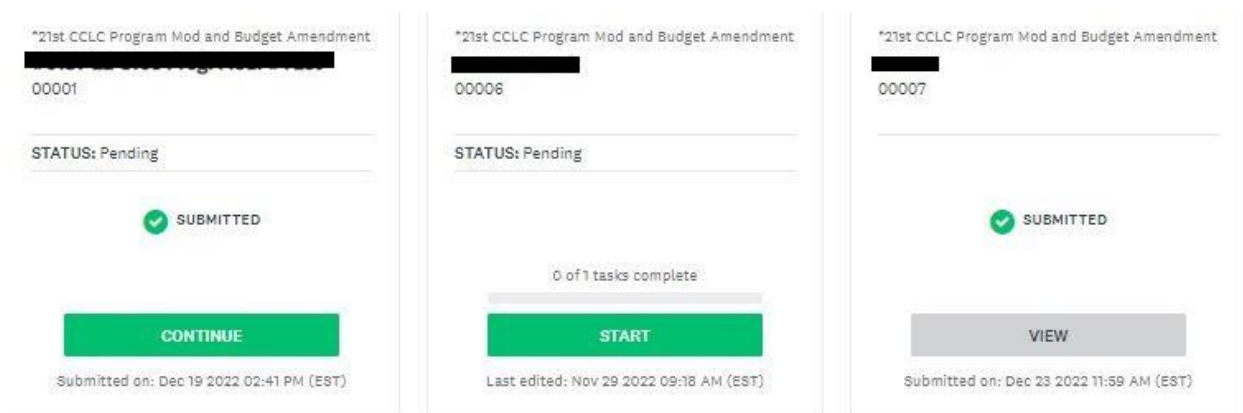 *21st CCLC Program Mod and Budget Amendment
00001
STATUS: Pending
SUBMITTED
CONTINUE
Submitted on: Dec 19 2022 02:41 PM (EST)
*21st CCLC Program Mod and Budget Amendment
00006
STATUS: Pending
0 of 1 tasks complete
START
Last edited: Nov 29 2022 09:18 AM (EST)
*21st CCLC Program Mod and Budget Amendment
00007
SUBMITTED
VIEW
Submitted on: Dec 23 2022 11:59 AM (EST)